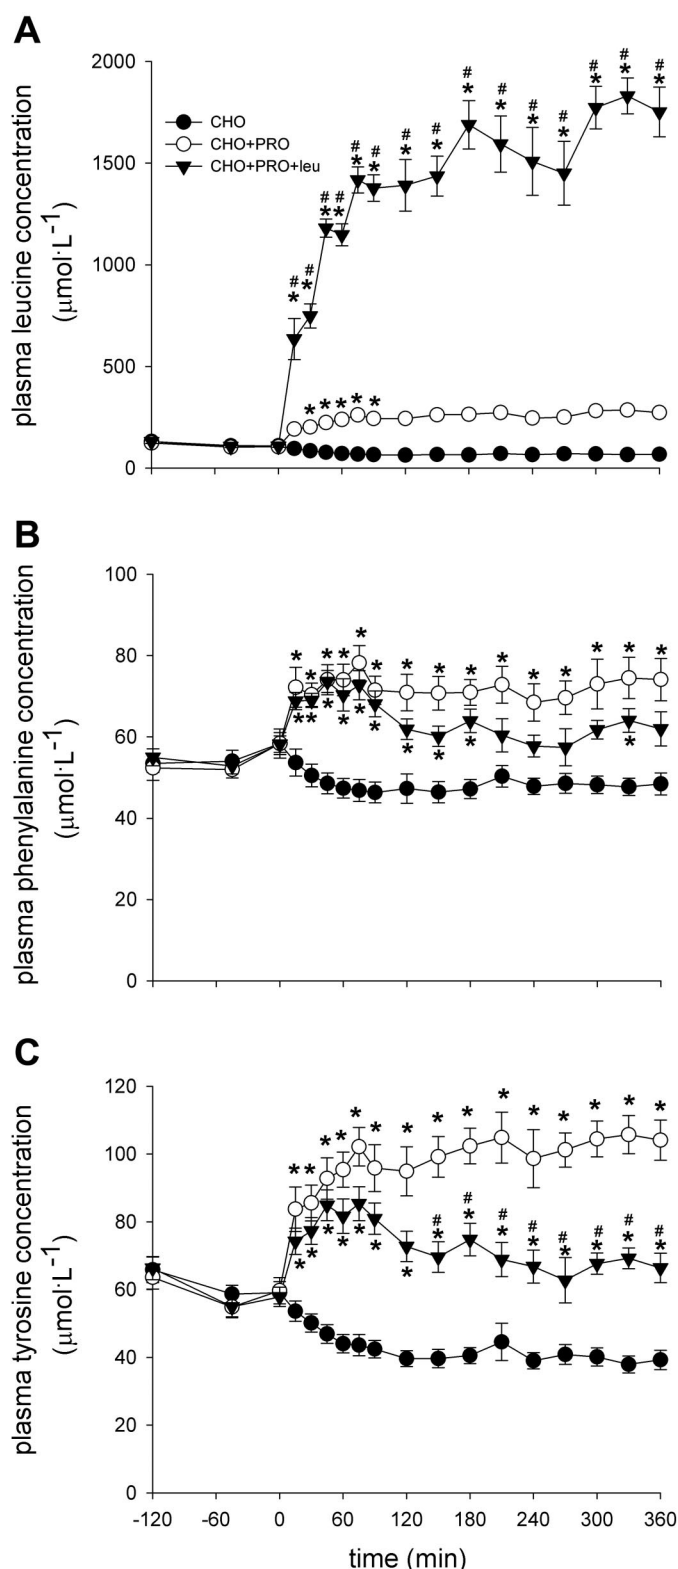 A
plasma leucine concentration
(µmol·L⁻¹)
2000
1500
1000
500
0
CHO
CHO+PRO
CHO+PRO+leu
# # # # # # # # # # # # # # #
* * * * * * * * * * * * * * *
* * * * *
B
plasma phenylalanine concentration
(µmol·L⁻¹)
100
80
60
40
20
0
* * * * * * * * * * * * * * *
* * * * * * * * * *
C
plasma tyrosine concentration
(µmol·L⁻¹)
120
100
80
60
40
20
0
* * * * * * * * * * * * * * *
# # # # # # # #
* * * * * * * * * * * * * * *
-120 -60 0 60 120 180 240 300 360
time (min)